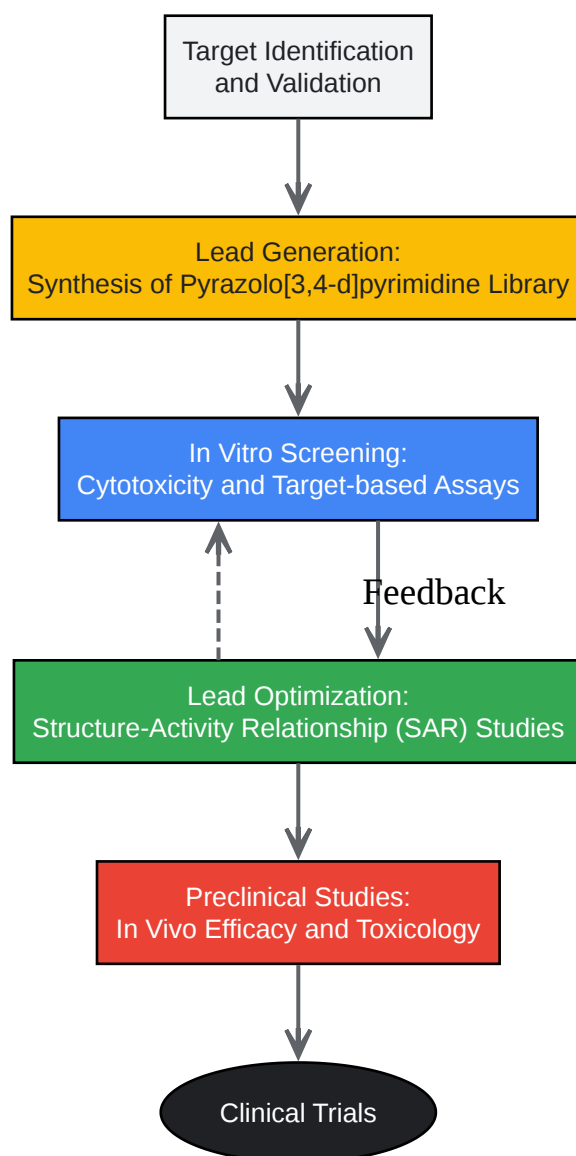 Target Identification
and Validation
Lead Generation:
Synthesis of Pyrazolo[3,4-d]pyrimidine Library
In Vitro Screening:
Cytotoxicity and Target-based Assays
Feedback
Lead Optimization:
Structure-Activity Relationship (SAR) Studies
Preclinical Studies:
In Vivo Efficacy and Toxicology
Clinical Trials